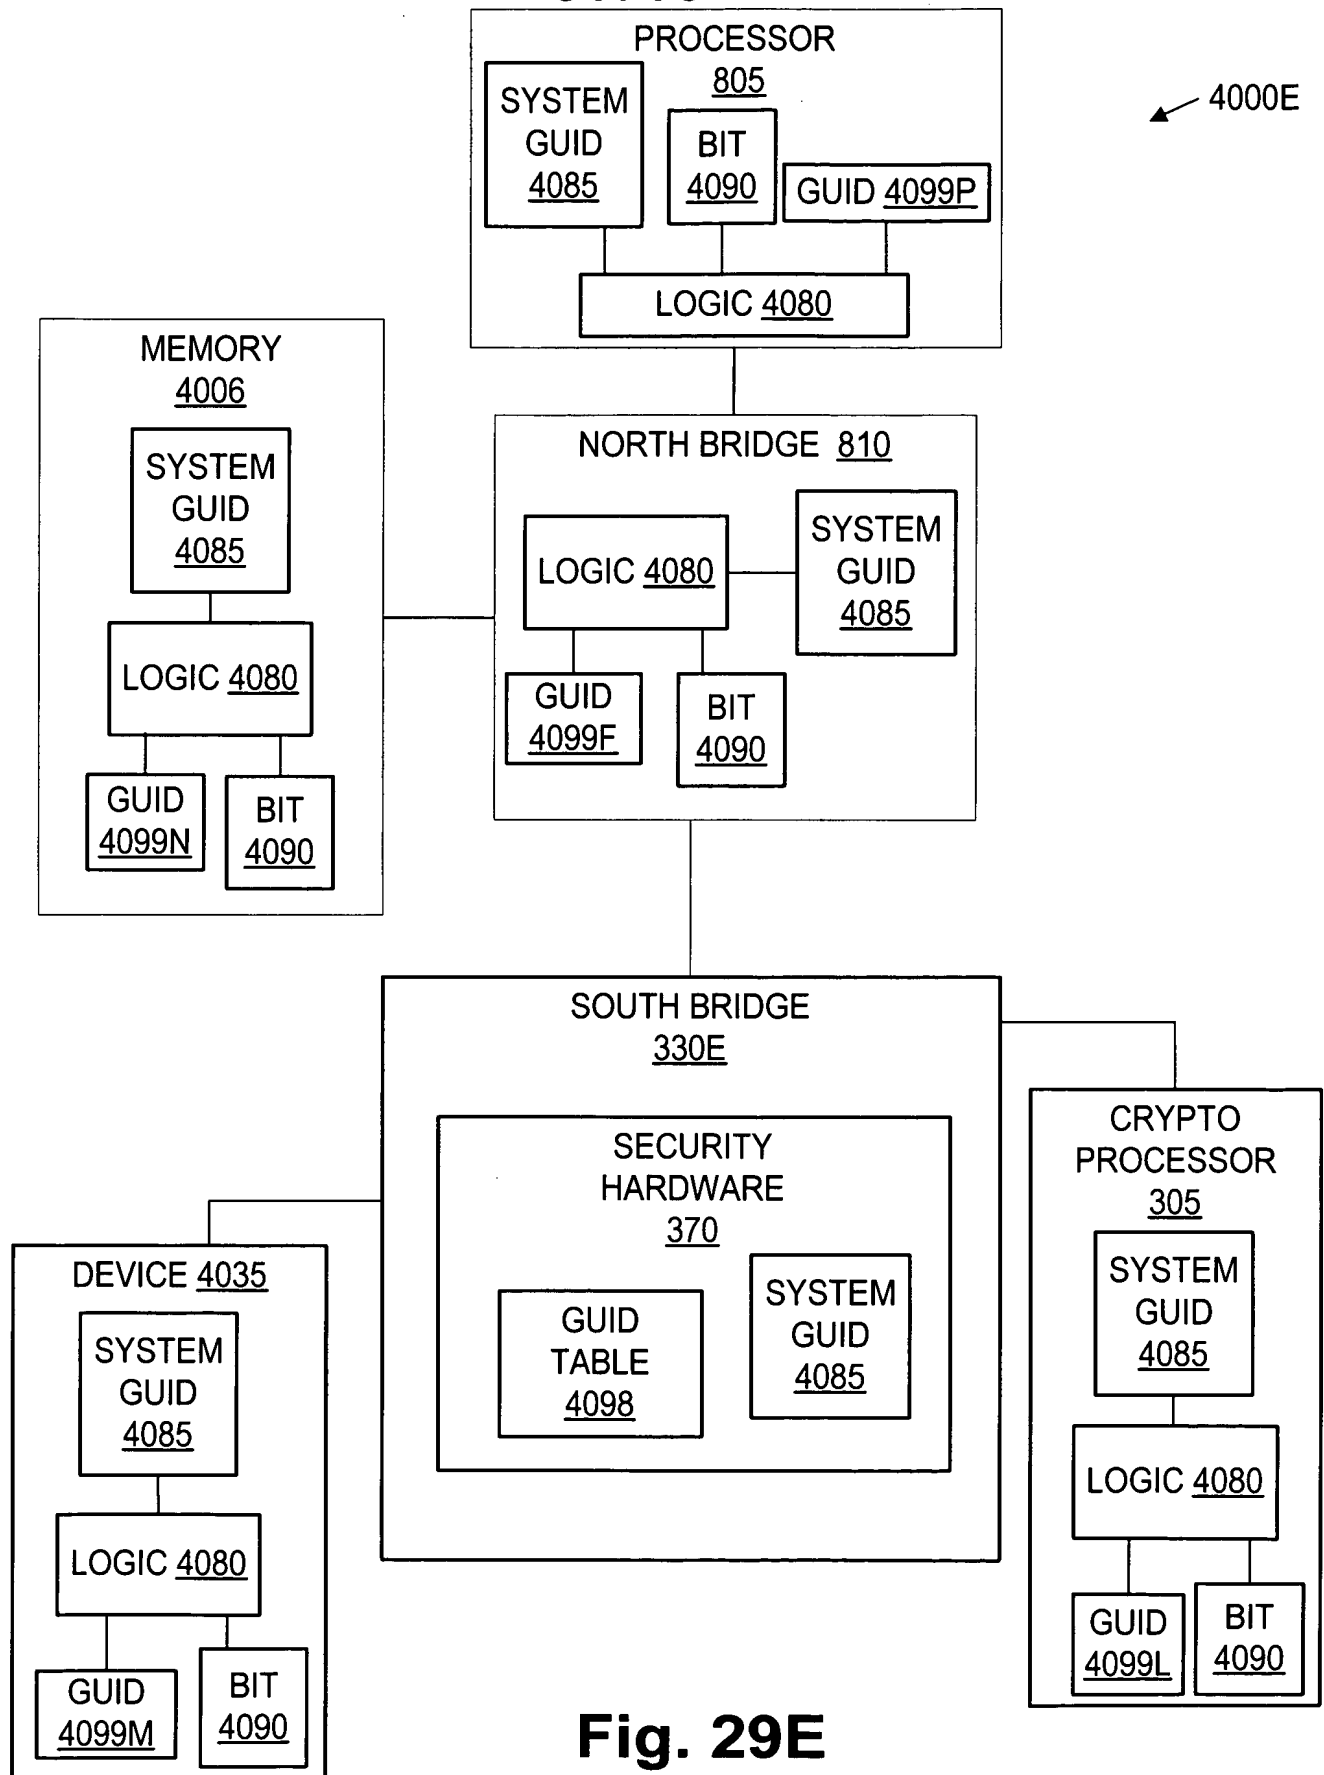 PROCESSOR
805
4000E
SYSTEM
GUID
4085
BIT
4090
GUID 4099P
LOGIC 4080
MEMORY
4006
SYSTEM
GUID
4085
LOGIC 4080
GUID
4099N
BIT
4090
NORTH BRIDGE 810
LOGIC 4080
SYSTEM
GUID
4085
GUID
4099F
BIT
4090
SOUTH BRIDGE
330E
SECURITY
HARDWARE
370
GUID
TABLE
4098
SYSTEM
GUID
4085
CRYPTO
PROCESSOR
305
SYSTEM
GUID
4085
LOGIC 4080
GUID
4099L
BIT
4090
DEVICE 4035
SYSTEM
GUID
4085
LOGIC 4080
GUID
4099M
BIT
4090
Fig. 29E